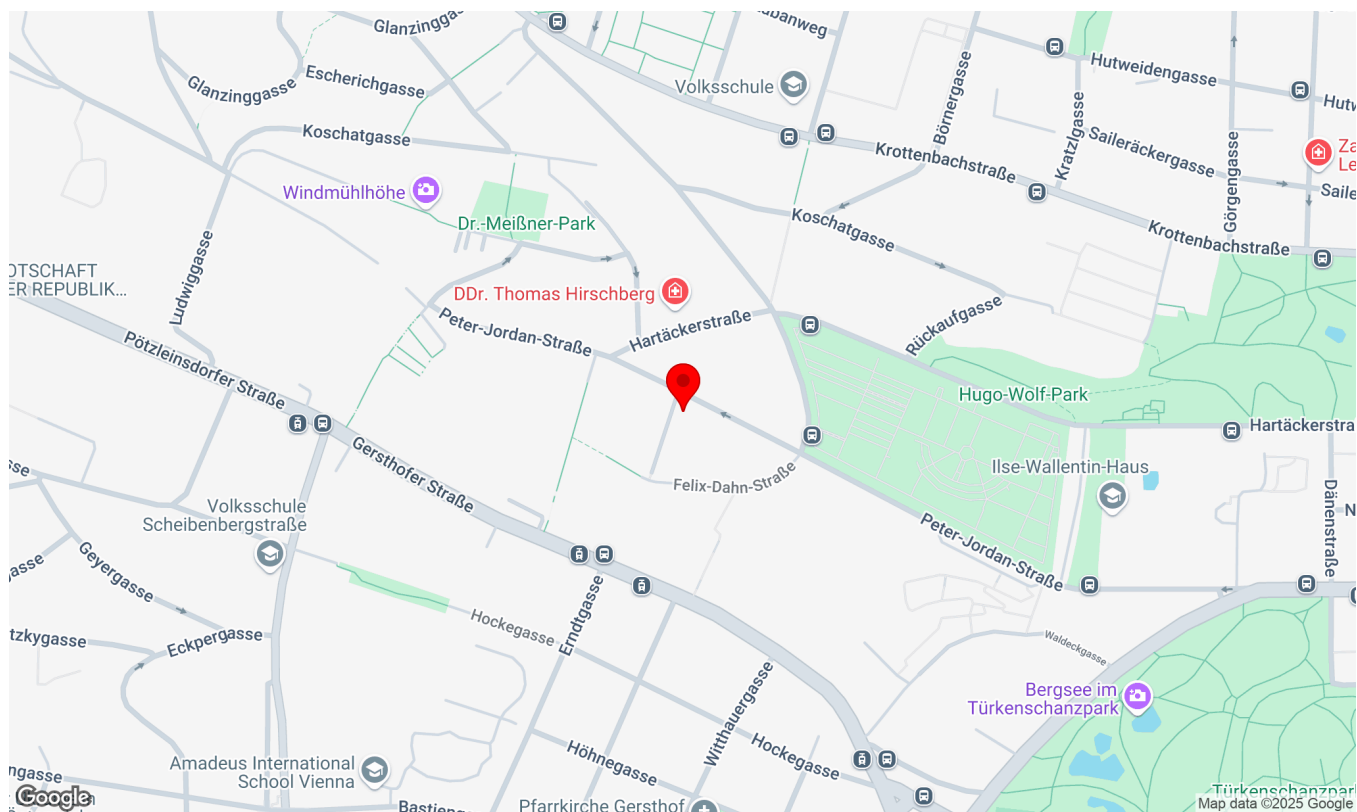 Glanzinggasse
Glanzinggasse
Escherichgasse
Koschatgasse
Volksschule
Hutweidengasse
Börnergasse
Kratzlgasse
Saileräckergasse
Krottenbachstraße
Görgengasse
Windmühlhöhe
Dr.-Meißner-Park
Koschatgasse
Krottenbachstraße
Ludwiggasse
OTSCHAFT
ER REPUBLIK...
DDr. Thomas Hirschberg
Peter-Jordan-Straße
Hartäckerstraße
Rückaufgasse
Pötzleinsdorfer Straße
Hugo-Wolf-Park
Gersthofer Straße
Ilse-Wallentin-Haus
Felix-Dahn-Straße
Dänenstraße
Volksschule
Scheibenbergstraße
Peter-Jordan-Straße
Geyergasse
Eckpergasse
Hockegasse
Erndtgasse
Waldeckgasse
Bergsee im
Türkenschanzpark
Witthauergasse
Hockegasse
Höhnegasse
Amadeus International
School Vienna
Pfarrkirche Gersthof
Google
Map data ©2025 Google